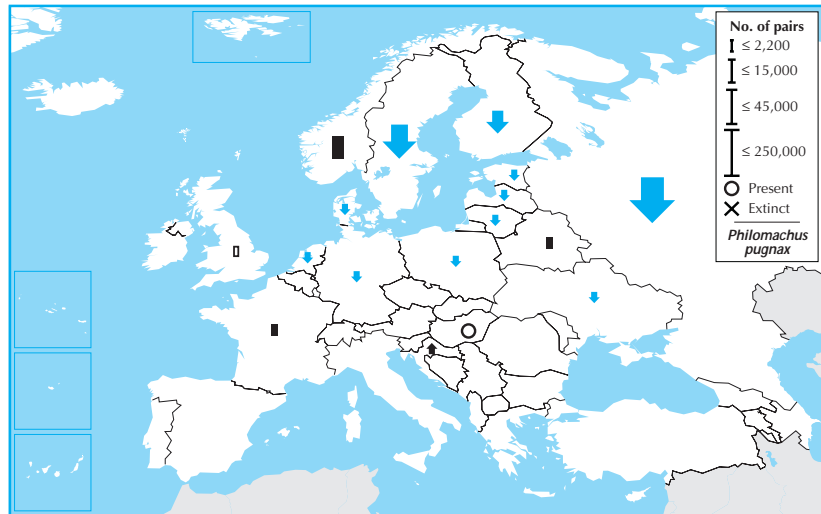 No. of pairs
≤ 2,200
≤ 15,000
≤ 45,000
≤ 250,000
Present
Extinct
Philomachus
pugnax